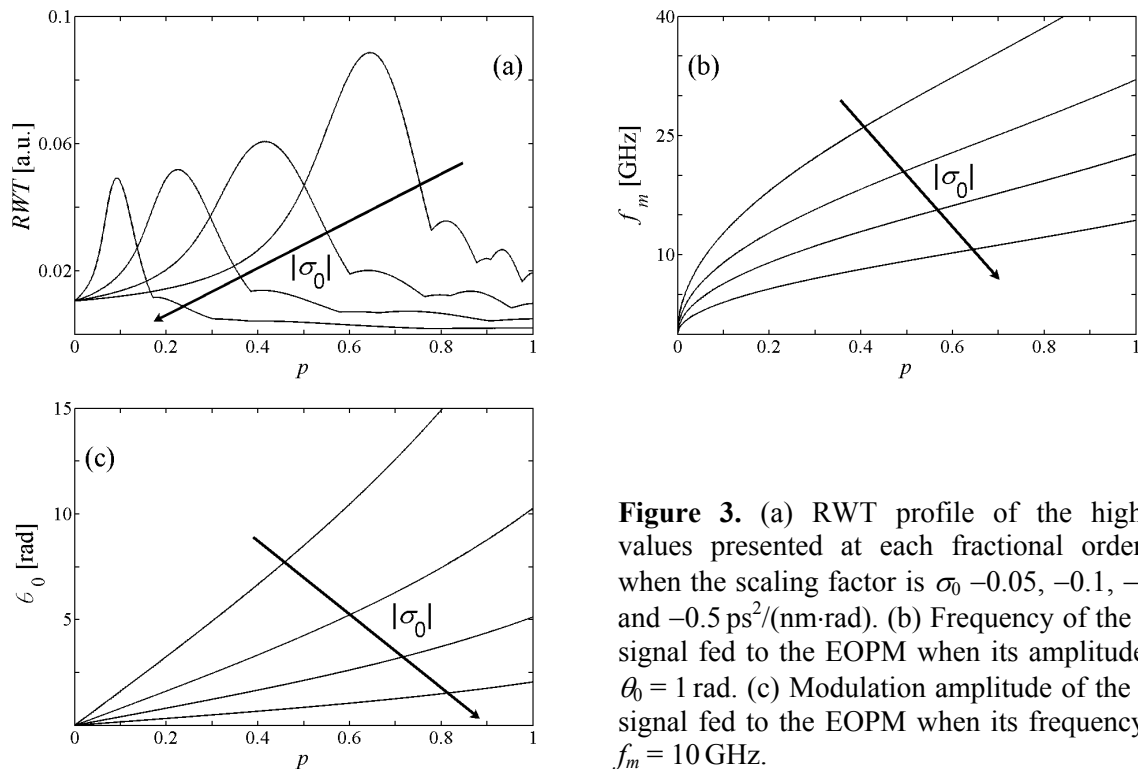 0.1
0.06
0.02
RWT [a.u.]
(a)
|σ₀|
0 0.2 0.4 0.6 0.8 1
p
40
25
10
f_m [GHz]
(b)
|σ₀|
0 0.2 0.4 0.6 0.8 1
p
15
10
5
0
θ₀ [rad]
(c)
|σ₀|
0 0.2 0.4 0.6 0.8 1
p
Figure 3. (a) RWT profile of the high
values presented at each fractional order
when the scaling factor is σ₀ −0.05, −0.1, −
and −0.5 ps²/(nm·rad). (b) Frequency of the
signal fed to the EOPM when its amplitude
θ₀ = 1 rad. (c) Modulation amplitude of the
signal fed to the EOPM when its frequency
f_m = 10 GHz.